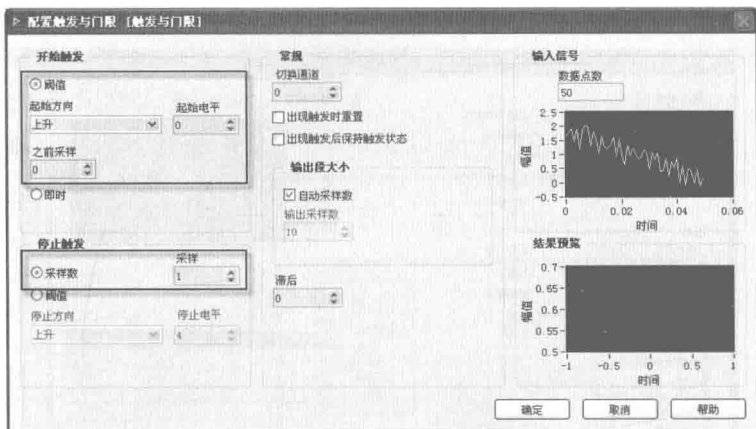 配置触发与门限 [触发与门限]
开始触发
阈值
起始方向 起始电平
上升 0
之前采样
0
即时
停止触发
采样数 采样
1
阈值
停止方向 停止电平
上升 4
常规
切换通道
0
出现触发时重置
出现触发后保持触发状态
输出段大小
自动采样数
输出采样数
10
滞后
0
输入信号
数据点数
50
幅值
2.5
2
1.5
1
0.5
0
-0.5
0 0.02 0.04 0.06
时间
结果预览
幅值
0.7
0.65
0.6
0.55
0.5
-1 -0.5 0 0.5 1
时间
确定 取消 帮助